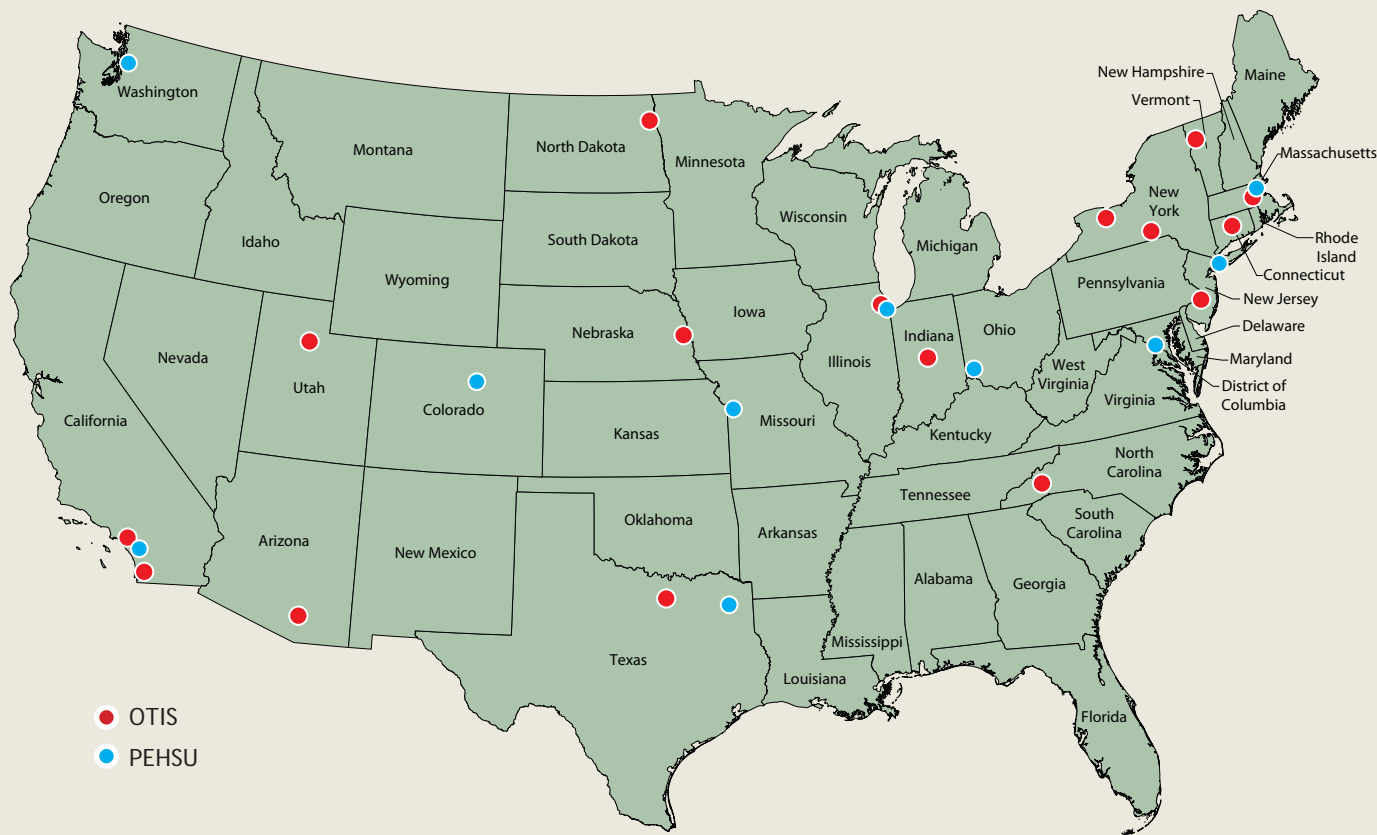 Washington
Oregon
California
Nevada
Idaho
Montana
Wyoming
Utah
Arizona
Colorado
New Mexico
North Dakota
South Dakota
Nebraska
Kansas
Oklahoma
Texas
Minnesota
Iowa
Missouri
Arkansas
Louisiana
Wisconsin
Illinois
Michigan
Indiana
Ohio
Kentucky
Tennessee
Mississippi
Alabama
Georgia
Florida
South
Carolina
North
Carolina
Virginia
West
Virginia
Pennsylvania
New
York
Maine
New Hampshire
Vermont
Massachusetts
Rhode
Island
Connecticut
New Jersey
Delaware
Maryland
District of
Columbia
OTIS
PEHSU